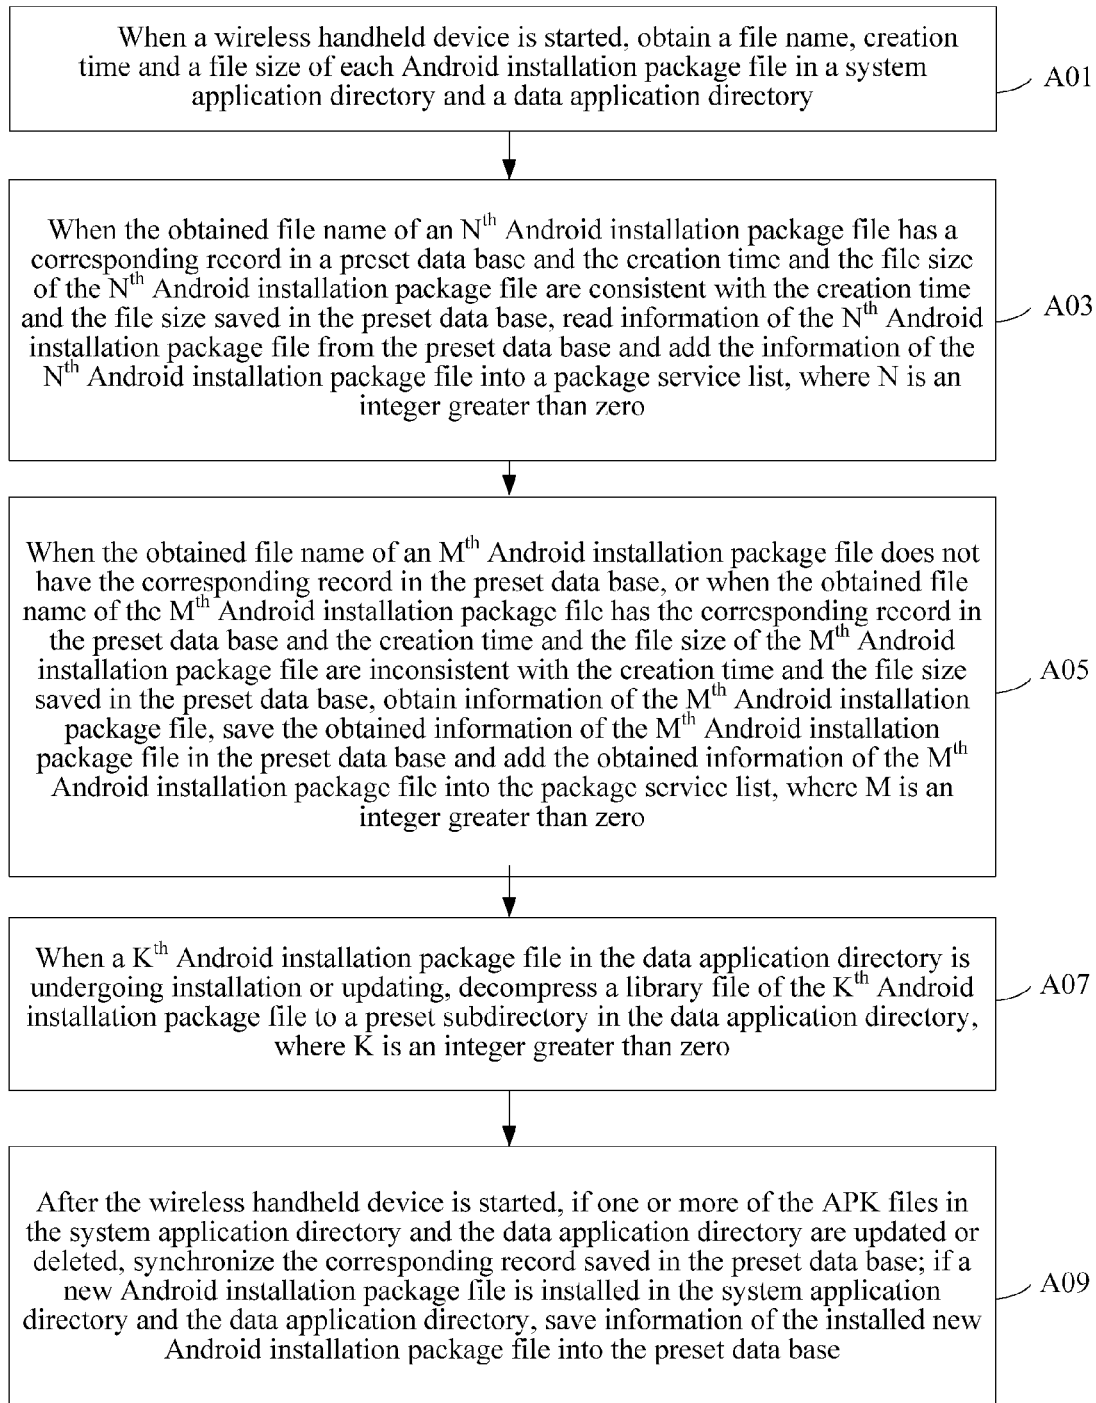 When a wireless handheld device is started, obtain a file name, creation
time and a file size of each Android installation package file in a system
application directory and a data application directory
A01
When the obtained file name of an Nth Android installation package file has a
corresponding record in a preset data base and the creation time and the file size
of the Nth Android installation package file are consistent with the creation time
and the file size saved in the preset data base, read information of the Nth Android
installation package file from the preset data base and add the information of the
Nth Android installation package file into a package service list, where N is an
integer greater than zero
A03
When the obtained file name of an Mth Android installation package file does not
have the corresponding record in the preset data base, or when the obtained file
name of the Mth Android installation package file has the corresponding record in
the preset data base and the creation time and the file size of the Mth Android
installation package file are inconsistent with the creation time and the file size
saved in the preset data base, obtain information of the Mth Android installation
package file, save the obtained information of the Mth Android installation
package file in the preset data base and add the obtained information of the Mth
Android installation package file into the package service list, where M is an
integer greater than zero
A05
When a Kth Android installation package file in the data application directory is
undergoing installation or updating, decompress a library file of the Kth Android
installation package file to a preset subdirectory in the data application directory,
where K is an integer greater than zero
A07
After the wireless handheld device is started, if one or more of the APK files in
the system application directory and the data application directory are updated or
deleted, synchronize the corresponding record saved in the preset data base; if a
new Android installation package file is installed in the system application
directory and the data application directory, save information of the installed new
Android installation package file into the preset data base
A09